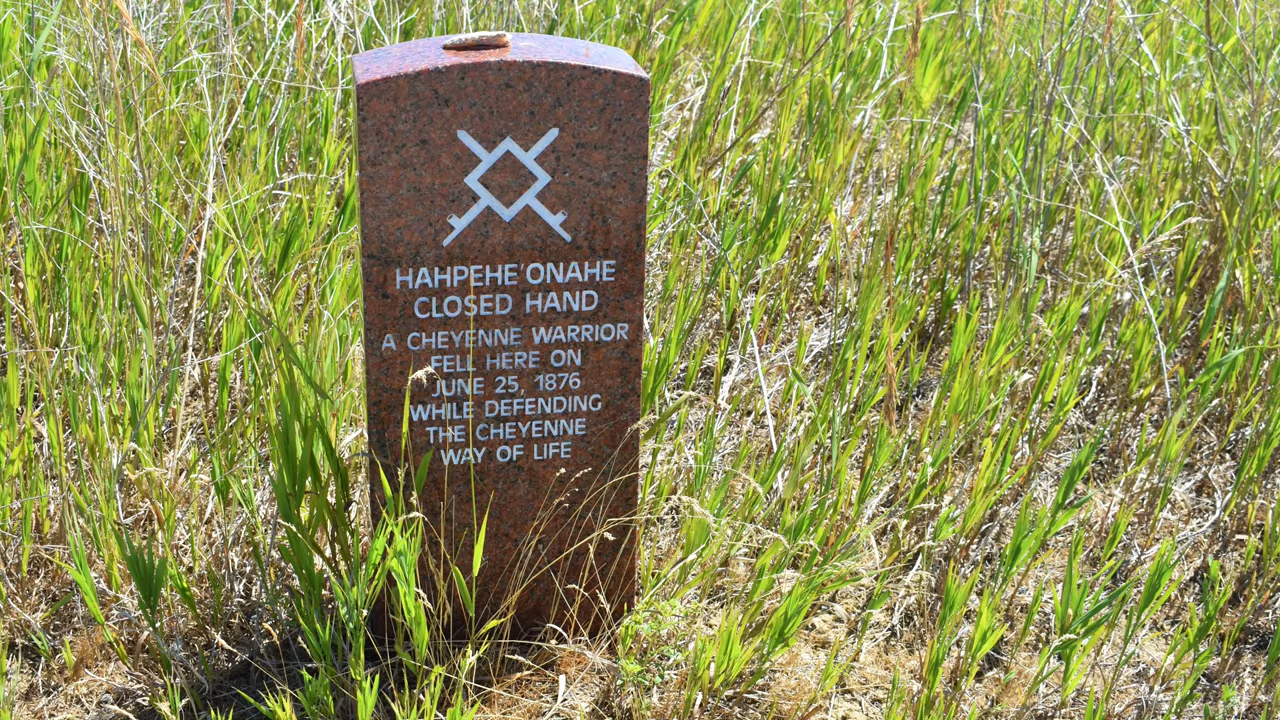 HAHPEHE'ONAHE
CLOSED HAND
A CHEYENNE WARRIOR
FELL HERE ON
JUNE 25, 1876
WHILE DEFENDING
THE CHEYENNE
WAY OF LIFE